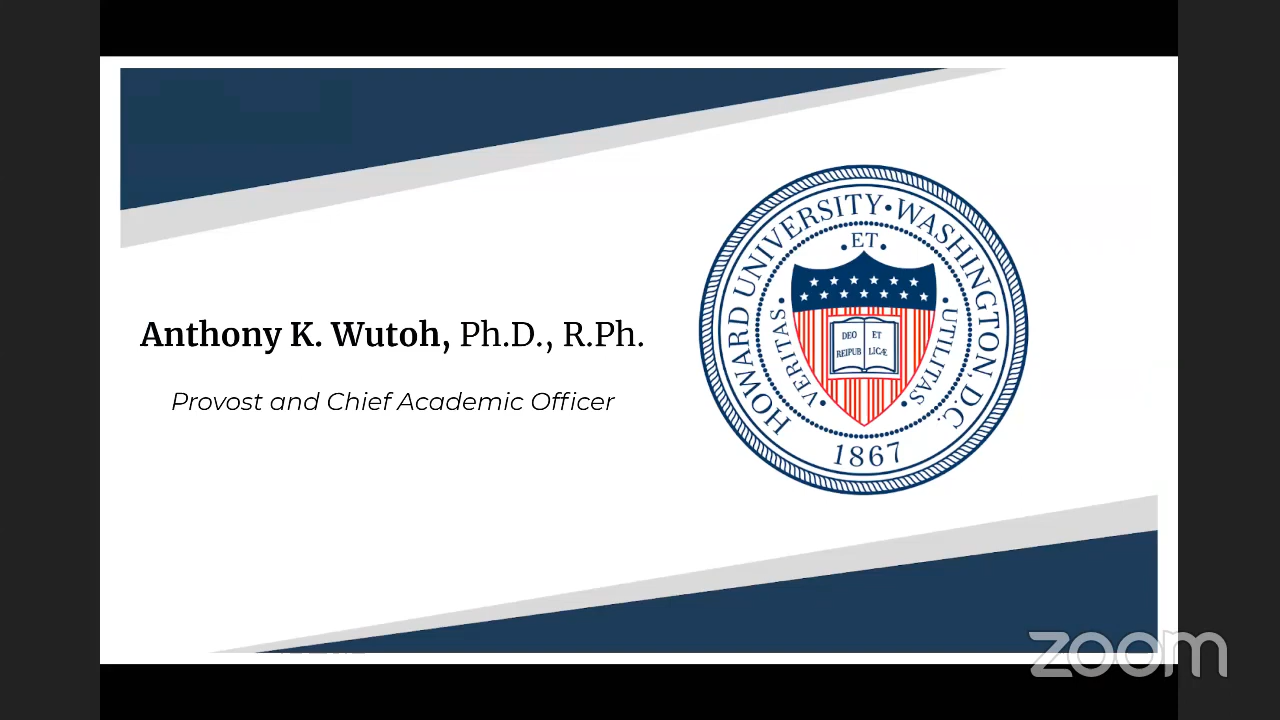 Anthony K. Wutoh, Ph.D., R.Ph.
Provost and Chief Academic Officer
HOWARD UNIVERSITY • WASHINGTON, D.C.
• ET •
• VERITAS •
• UTILITAS •
DEO ET
REIPUB LICÆ
1867
zoom